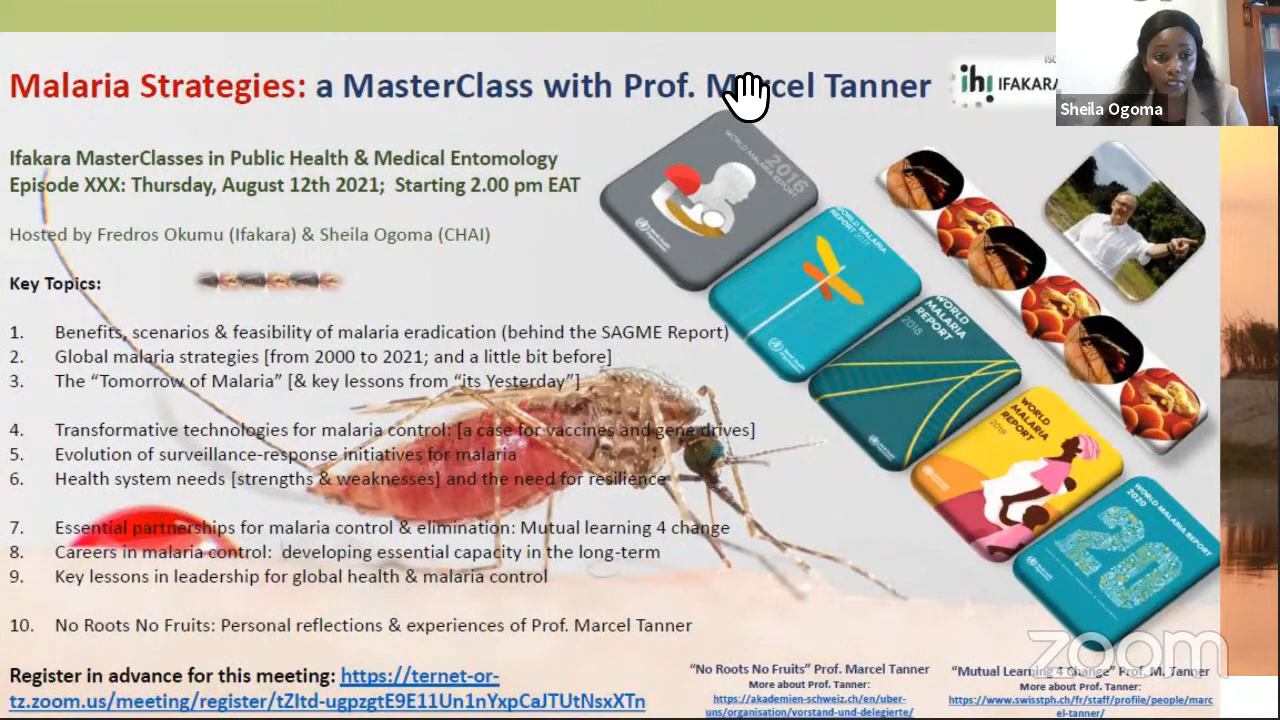 Malaria Strategies: a MasterClass with Prof. Marcel Tanner
ihi IFAKARA
Sheila Ogoma
Ifakara MasterClasses in Public Health & Medical Entomology
Episode XXX: Thursday, August 12th 2021; Starting 2.00 pm EAT
Hosted by Fredros Okumu (Ifakara) & Sheila Ogoma (CHAI)
Key Topics:
1. Benefits, scenarios & feasibility of malaria eradication (behind the SAGME Report)
2. Global malaria strategies [from 2000 to 2021; and a little bit before]
3. The “Tomorrow of Malaria” [& key lessons from “its Yesterday”]
4. Transformative technologies for malaria control: [a case for vaccines and gene drives]
5. Evolution of surveillance-response initiatives for malaria
6. Health system needs [strengths & weaknesses] and the need for resilience
7. Essential partnerships for malaria control & elimination: Mutual learning 4 change
8. Careers in malaria control: developing essential capacity in the long-term
9. Key lessons in leadership for global health & malaria control
10. No Roots No Fruits: Personal reflections & experiences of Prof. Marcel Tanner
Register in advance for this meeting: https://ternet-or-
tz.zoom.us/meeting/register/tZItd-ugpzgtE9E11Un1nYxpCaJTUtNsxXTn
WORLD MALARIA REPORT
2016
WORLD MALARIA
REPORT 2017
WORLD
MALARIA
REPORT
2018
WORLD
MALARIA
REPORT
2019
WORLD MALARIA REPORT
2020
20
zoom
“No Roots No Fruits” Prof. Marcel Tanner
More about Prof. Tanner:
https://akademien-schweiz.ch/en/uber-
uns/organisation/vorstand-und-delegierte/
“Mutual Learning 4 Change” Prof. M. Tanner
More about Prof. Tanner:
https://www.swisstph.ch/fr/staff/profile/people/marc
el-tanner/